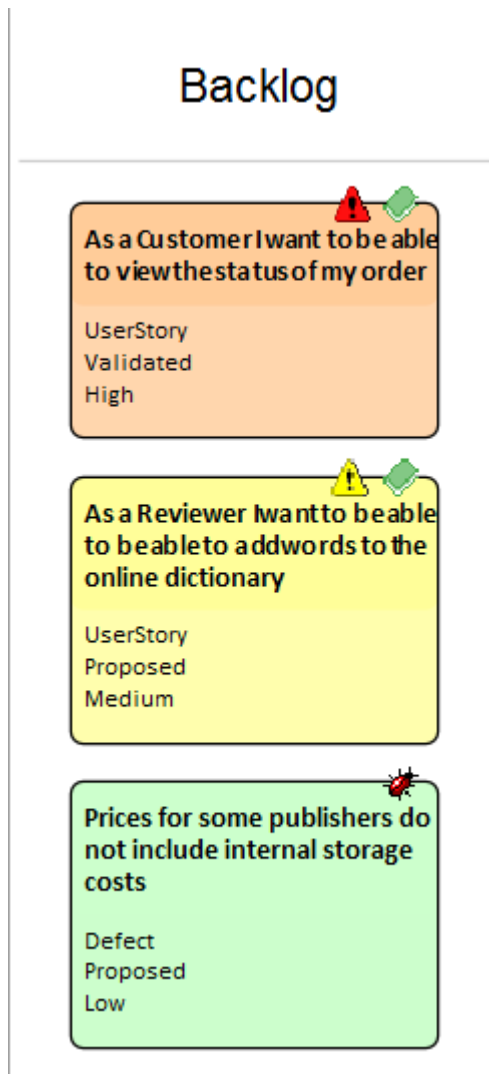 Backlog
As a Customer I want to be able
to view the status of my order
UserStory
Validated
High
As a Reviewer I want to be able
to be able to add words to the
online dictionary
UserStory
Proposed
Medium
Prices for some publishers do
not include internal storage
costs
Defect
Proposed
Low